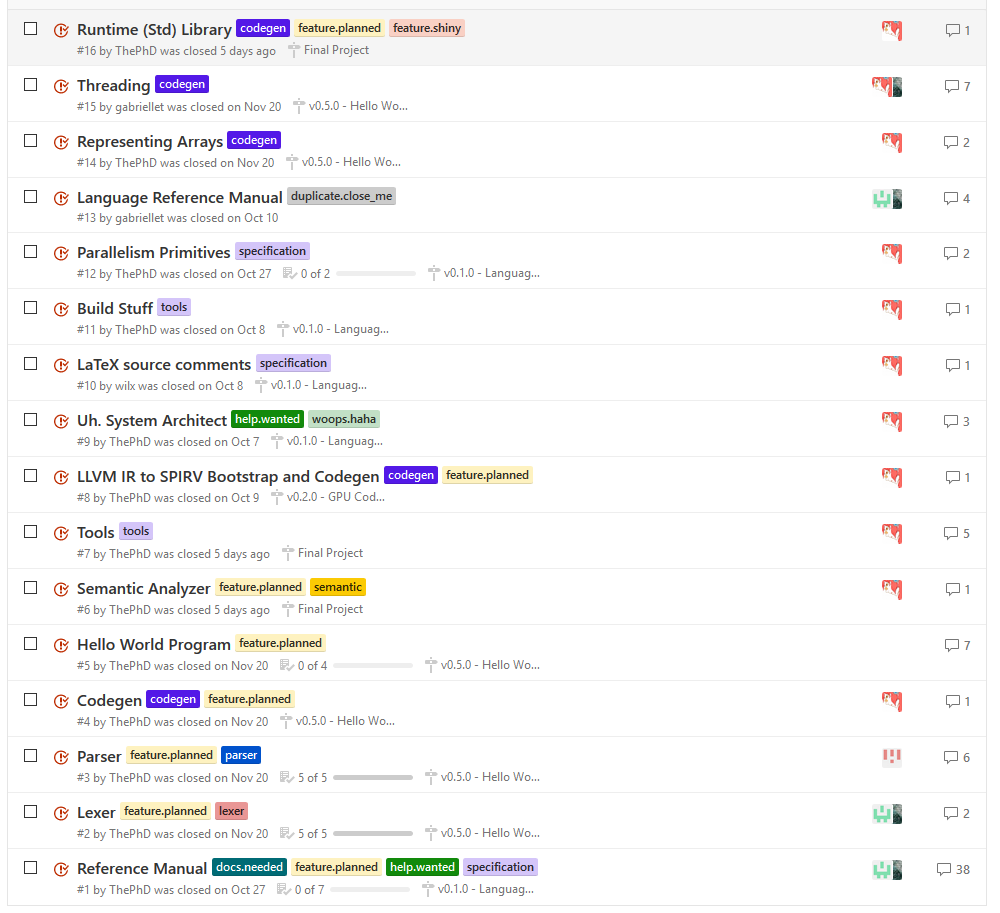 Runtime (Std) Library codegen feature.planned feature.shiny 1
#16 by ThePhD was closed 5 days ago Final Project
Threading codegen 7
#15 by gabriellet was closed on Nov 20 v0.5.0 - Hello Wo...
Representing Arrays codegen 2
#14 by ThePhD was closed on Nov 20 v0.5.0 - Hello Wo...
Language Reference Manual duplicate.close_me 4
#13 by gabriellet was closed on Oct 10
Parallelism Primitives specification 2
#12 by ThePhD was closed on Oct 27 0 of 2 v0.1.0 - Languag...
Build Stuff tools 1
#11 by ThePhD was closed on Oct 8 v0.1.0 - Languag...
LaTeX source comments specification 1
#10 by wilx was closed on Oct 8 v0.1.0 - Languag...
Uh. System Architect help.wanted woops.haha 3
#9 by ThePhD was closed on Oct 7 v0.1.0 - Languag...
LLVM IR to SPIRV Bootstrap and Codegen codegen feature.planned 1
#8 by ThePhD was closed on Oct 9 v0.2.0 - GPU Cod...
Tools tools 5
#7 by ThePhD was closed 5 days ago Final Project
Semantic Analyzer feature.planned semantic 1
#6 by ThePhD was closed 5 days ago Final Project
Hello World Program feature.planned 7
#5 by ThePhD was closed on Nov 20 0 of 4 v0.5.0 - Hello Wo...
Codegen codegen feature.planned 1
#4 by ThePhD was closed on Nov 20 v0.5.0 - Hello Wo...
Parser feature.planned parser 6
#3 by ThePhD was closed on Nov 20 5 of 5 v0.5.0 - Hello Wo...
Lexer feature.planned lexer 2
#2 by ThePhD was closed on Nov 20 5 of 5 v0.5.0 - Hello Wo...
Reference Manual docs.needed feature.planned help.wanted specification 38
#1 by ThePhD was closed on Oct 27 0 of 7 v0.1.0 - Languag...